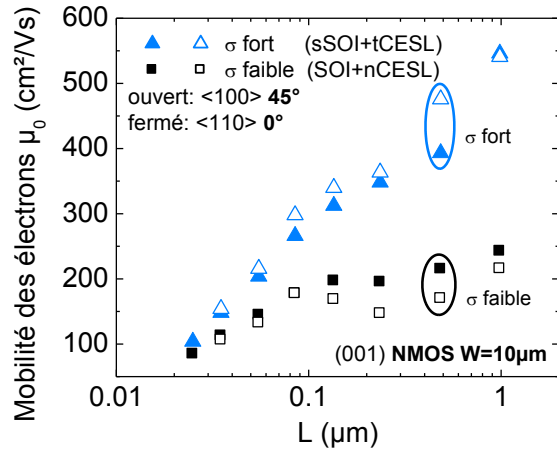 Mobilité des électrons µ₀ (cm²/Vs)
600
500
400
300
200
100
σ fort (sSOI+tCESL)
σ faible (SOI+nCESL)
ouvert: <100> 45°
fermé: <110> 0°
σ fort
σ faible
(001) NMOS W=10µm
0.01
0.1
1
L (µm)